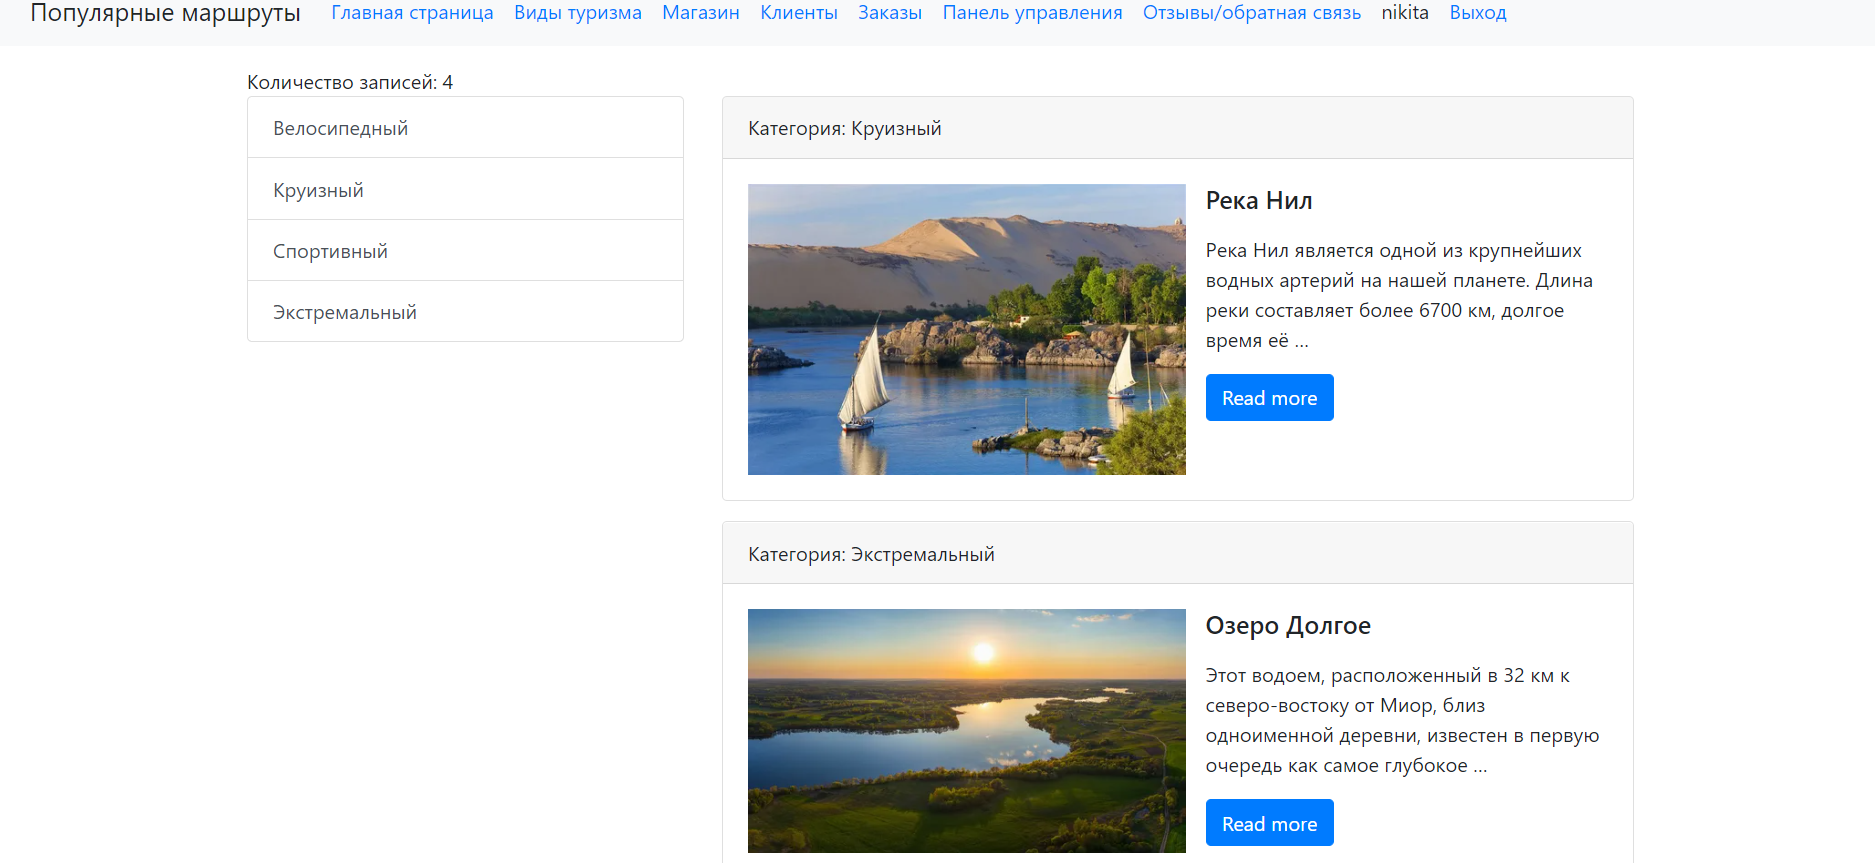 Популярные маршруты Главная страница Виды туризма Магазин Клиенты Заказы Панель управления Отзывы/обратная связь nikita Выход
Количество записей: 4
Велосипедный
Круизный
Спортивный
Экстремальный
Категория: Круизный
Река Нил
Река Нил является одной из крупнейших
водных артерий на нашей планете. Длина
реки составляет более 6700 км, долгое
время её ...
Read more
Категория: Экстремальный
Озеро Долгое
Этот водоем, расположенный в 32 км к
северо-востоку от Миор, близ
одноименной деревни, известен в первую
очередь как самое глубокое ...
Read more